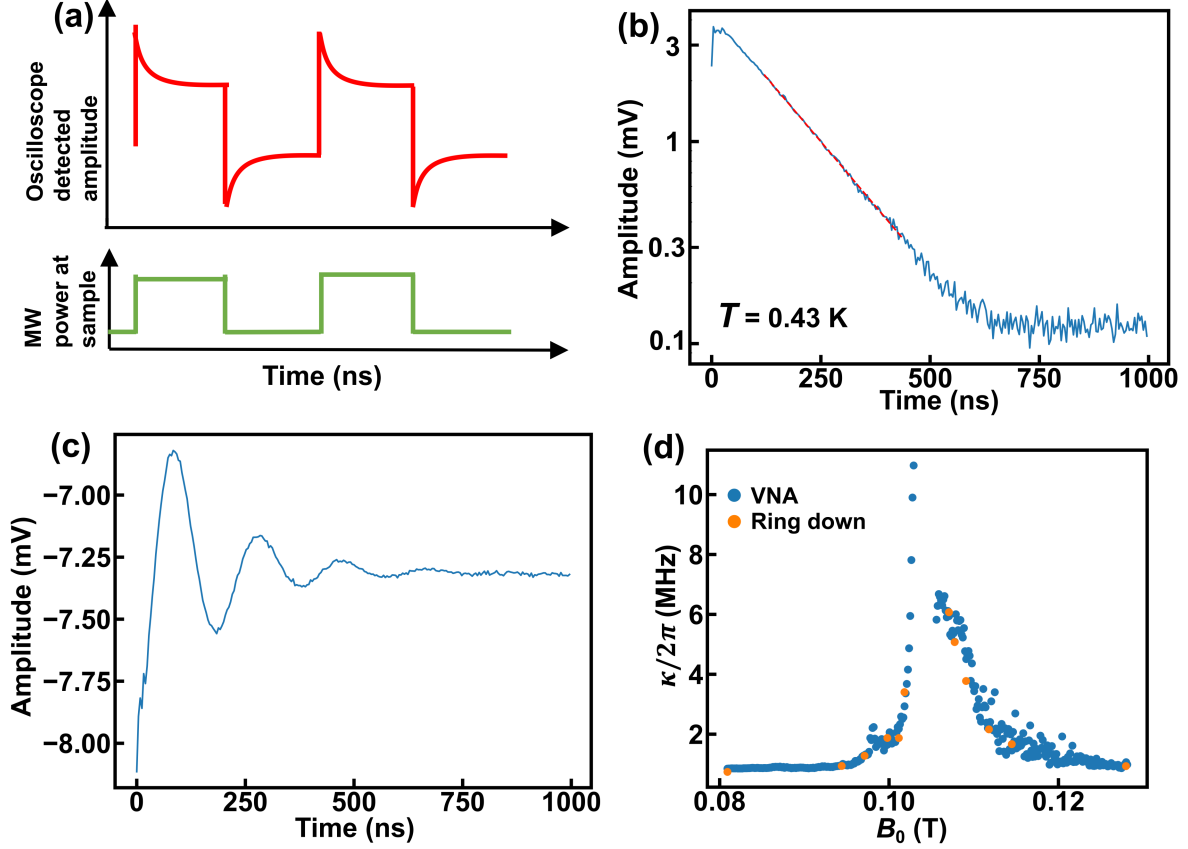 (a)
Oscilloscope
detected
amplitude
MW
power at
sample
Time (ns)
(b)
Amplitude (mV)
3
1
0.3
0.1
T = 0.43 K
0 250 500 750 1000
Time (ns)
(c)
Amplitude (mV)
−7.00
−7.25
−7.50
−7.75
−8.00
0 250 500 750 1000
Time (ns)
(d)
κ/2π (MHz)
10
8
6
4
2
VNA
Ring down
0.08 0.10 0.12
B₀ (T)